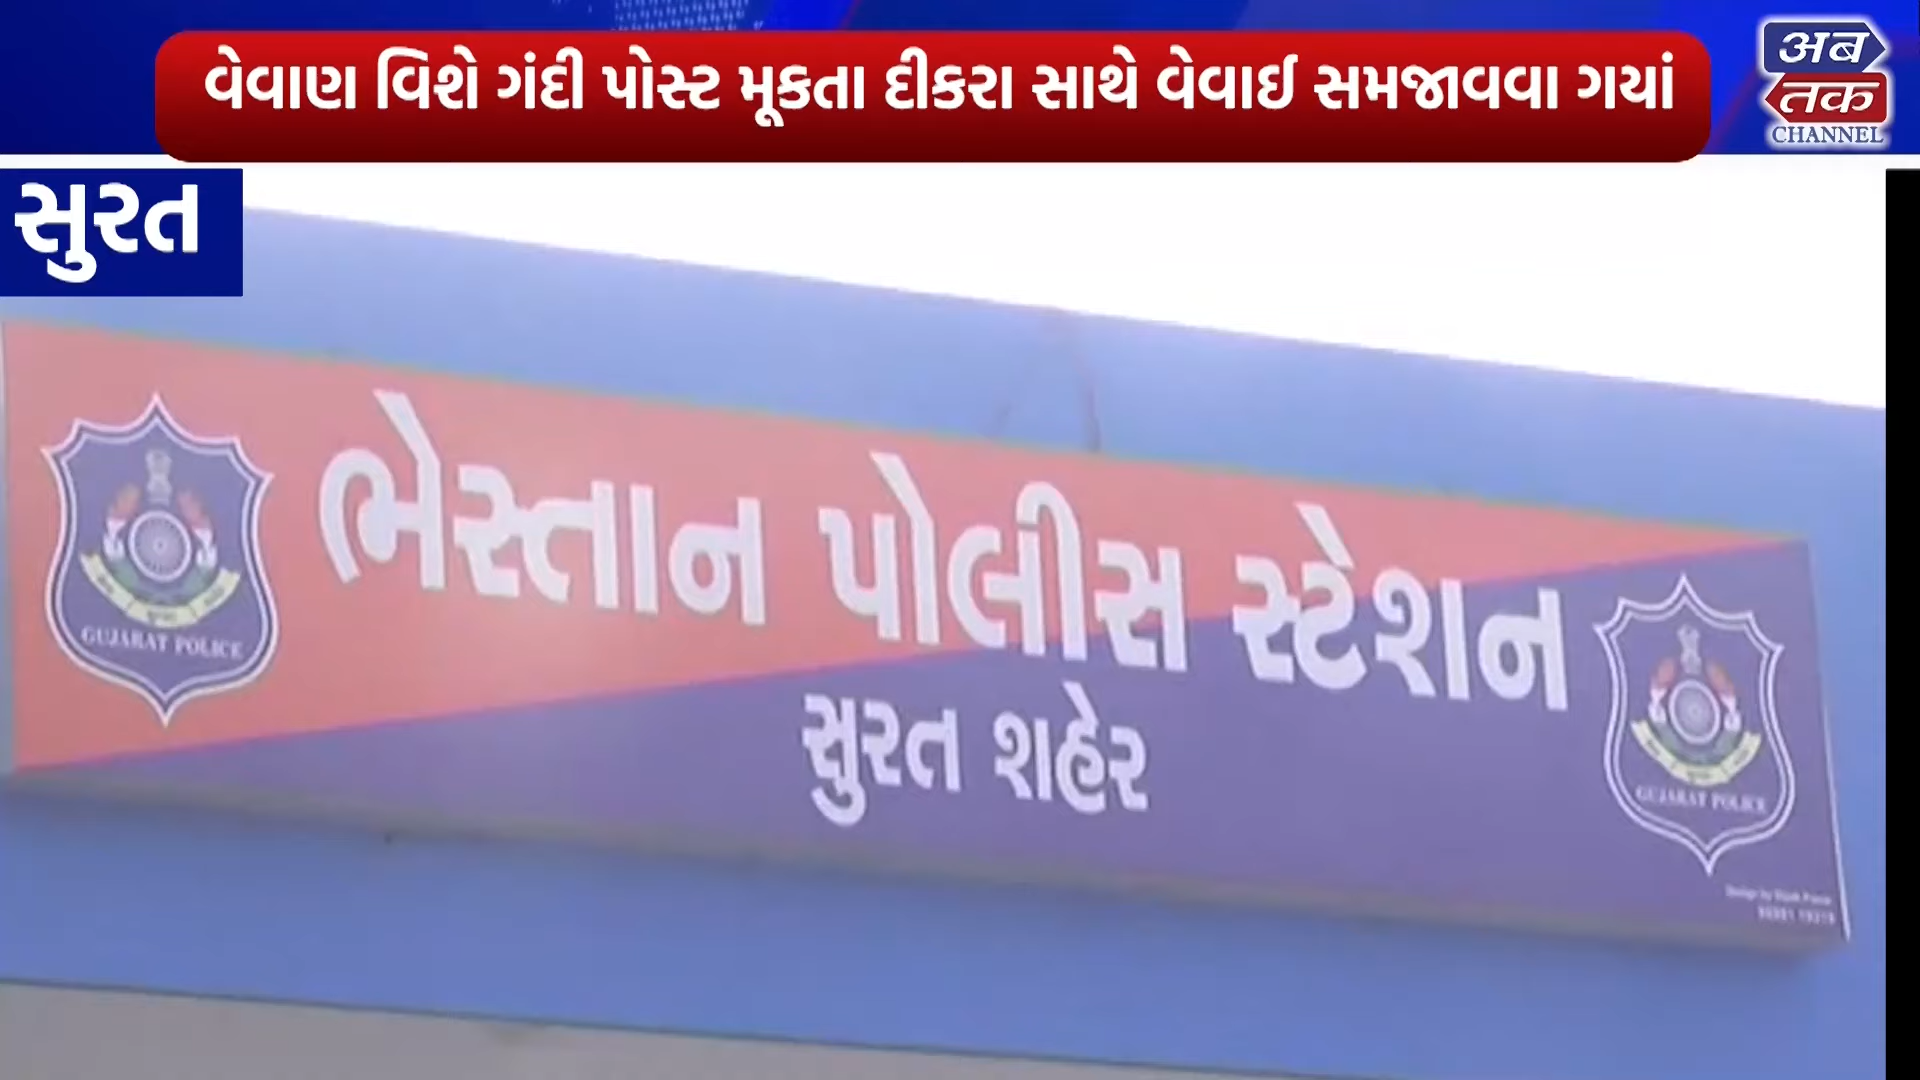 વેવાણ વિશે ગંદી પોસ્ટ મૂકતા દીકરા સાથે વેવાઈ સમજાવવા ગયાં
अब
तक
CHANNEL
સુરત
ભેસ્તાન પોલીસ સ્ટેશન
સુરત શહેર
GUJARAT POLICE
GUJARAT POLICE